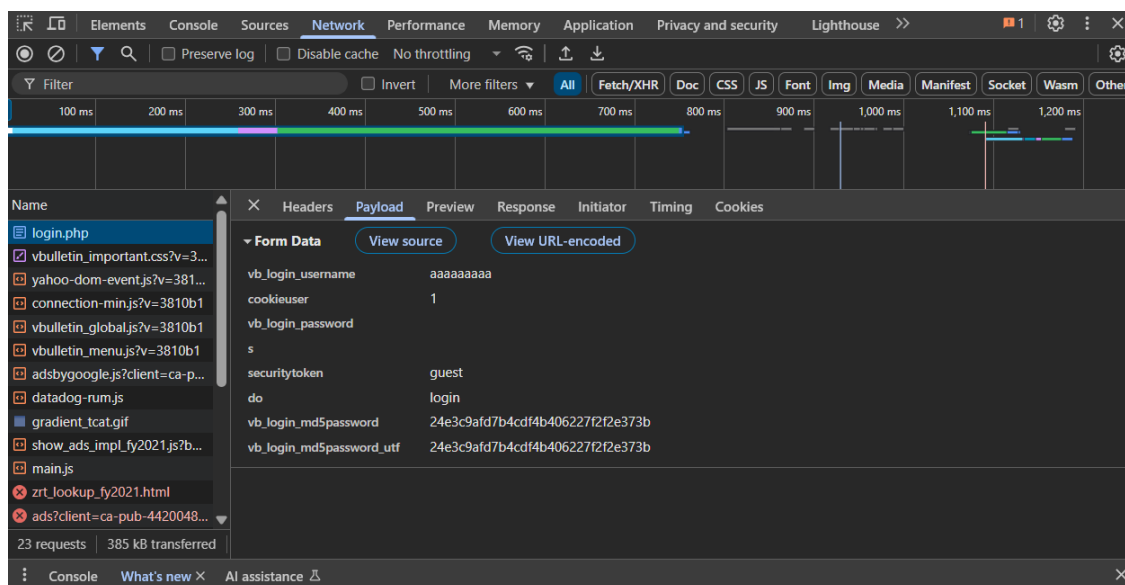 Elements Console Sources Network Performance Memory Application Privacy and security Lighthouse >> 1
Preserve log Disable cache No throttling
Filter Invert More filters All Fetch/XHR Doc CSS JS Font Img Media Manifest Socket Wasm Other
100 ms 200 ms 300 ms 400 ms 500 ms 600 ms 700 ms 800 ms 900 ms 1,000 ms 1,100 ms 1,200 ms
Name
login.php
vbulletin_important.css?v=3...
yahoo-dom-event.js?v=381...
connection-min.js?v=3810b1
vbulletin_global.js?v=3810b1
vbulletin_menu.js?v=3810b1
adsbygoogle.js?client=ca-p...
datadog-rum.js
gradient_tcat.gif
show_ads_impl_fy2021.js?b...
main.js
zrt_lookup_fy2021.html
ads?client=ca-pub-4420048...
23 requests 385 kB transferred
Headers Payload Preview Response Initiator Timing Cookies
Form Data View source View URL-encoded
vb_login_username aaaaaaaaa
cookieuser 1
vb_login_password
s
securitytoken guest
do login
vb_login_md5password 24e3c9afd7b4cdf4b406227f2f2e373b
vb_login_md5password_utf 24e3c9afd7b4cdf4b406227f2f2e373b
Console What's new AI assistance